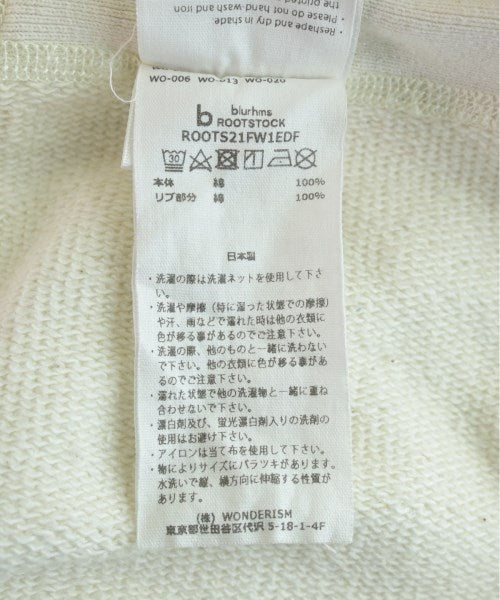 • Reshape and dry in shade
• Please do not hand-wash and iron
the printed
WO-006 WO-013 WO-020
b blurhms
ROOTSTOCK
ROOTS21FW1EDF
30
本体 綿 100%
リブ部分 綿 100%
日本製
・洗濯の際は洗濯ネットを使用して下さ
い。
・洗濯や摩擦（特に湿った状態での摩擦）
や汗、雨などで濡れた時は他の衣類に
色が移る事があるのでご注意下さい。
・洗濯の際、他のものと一緒に洗わない
で下さい。他の衣類に色が移る事があ
るのでご注意下さい。
・濡れた状態で他の洗濯物と一緒に重ね
合わせないで下さい。
・漂白剤及び、蛍光漂白剤入りの洗剤の
使用はお避け下さい。
・アイロンは当て布を使用して下さい。
・物によりサイズにバラツキがあります。
水洗いで縦、横方向に伸縮する性質が
あります。
（株）WONDERISM
東京都世田谷区代沢 5-18-1-4F